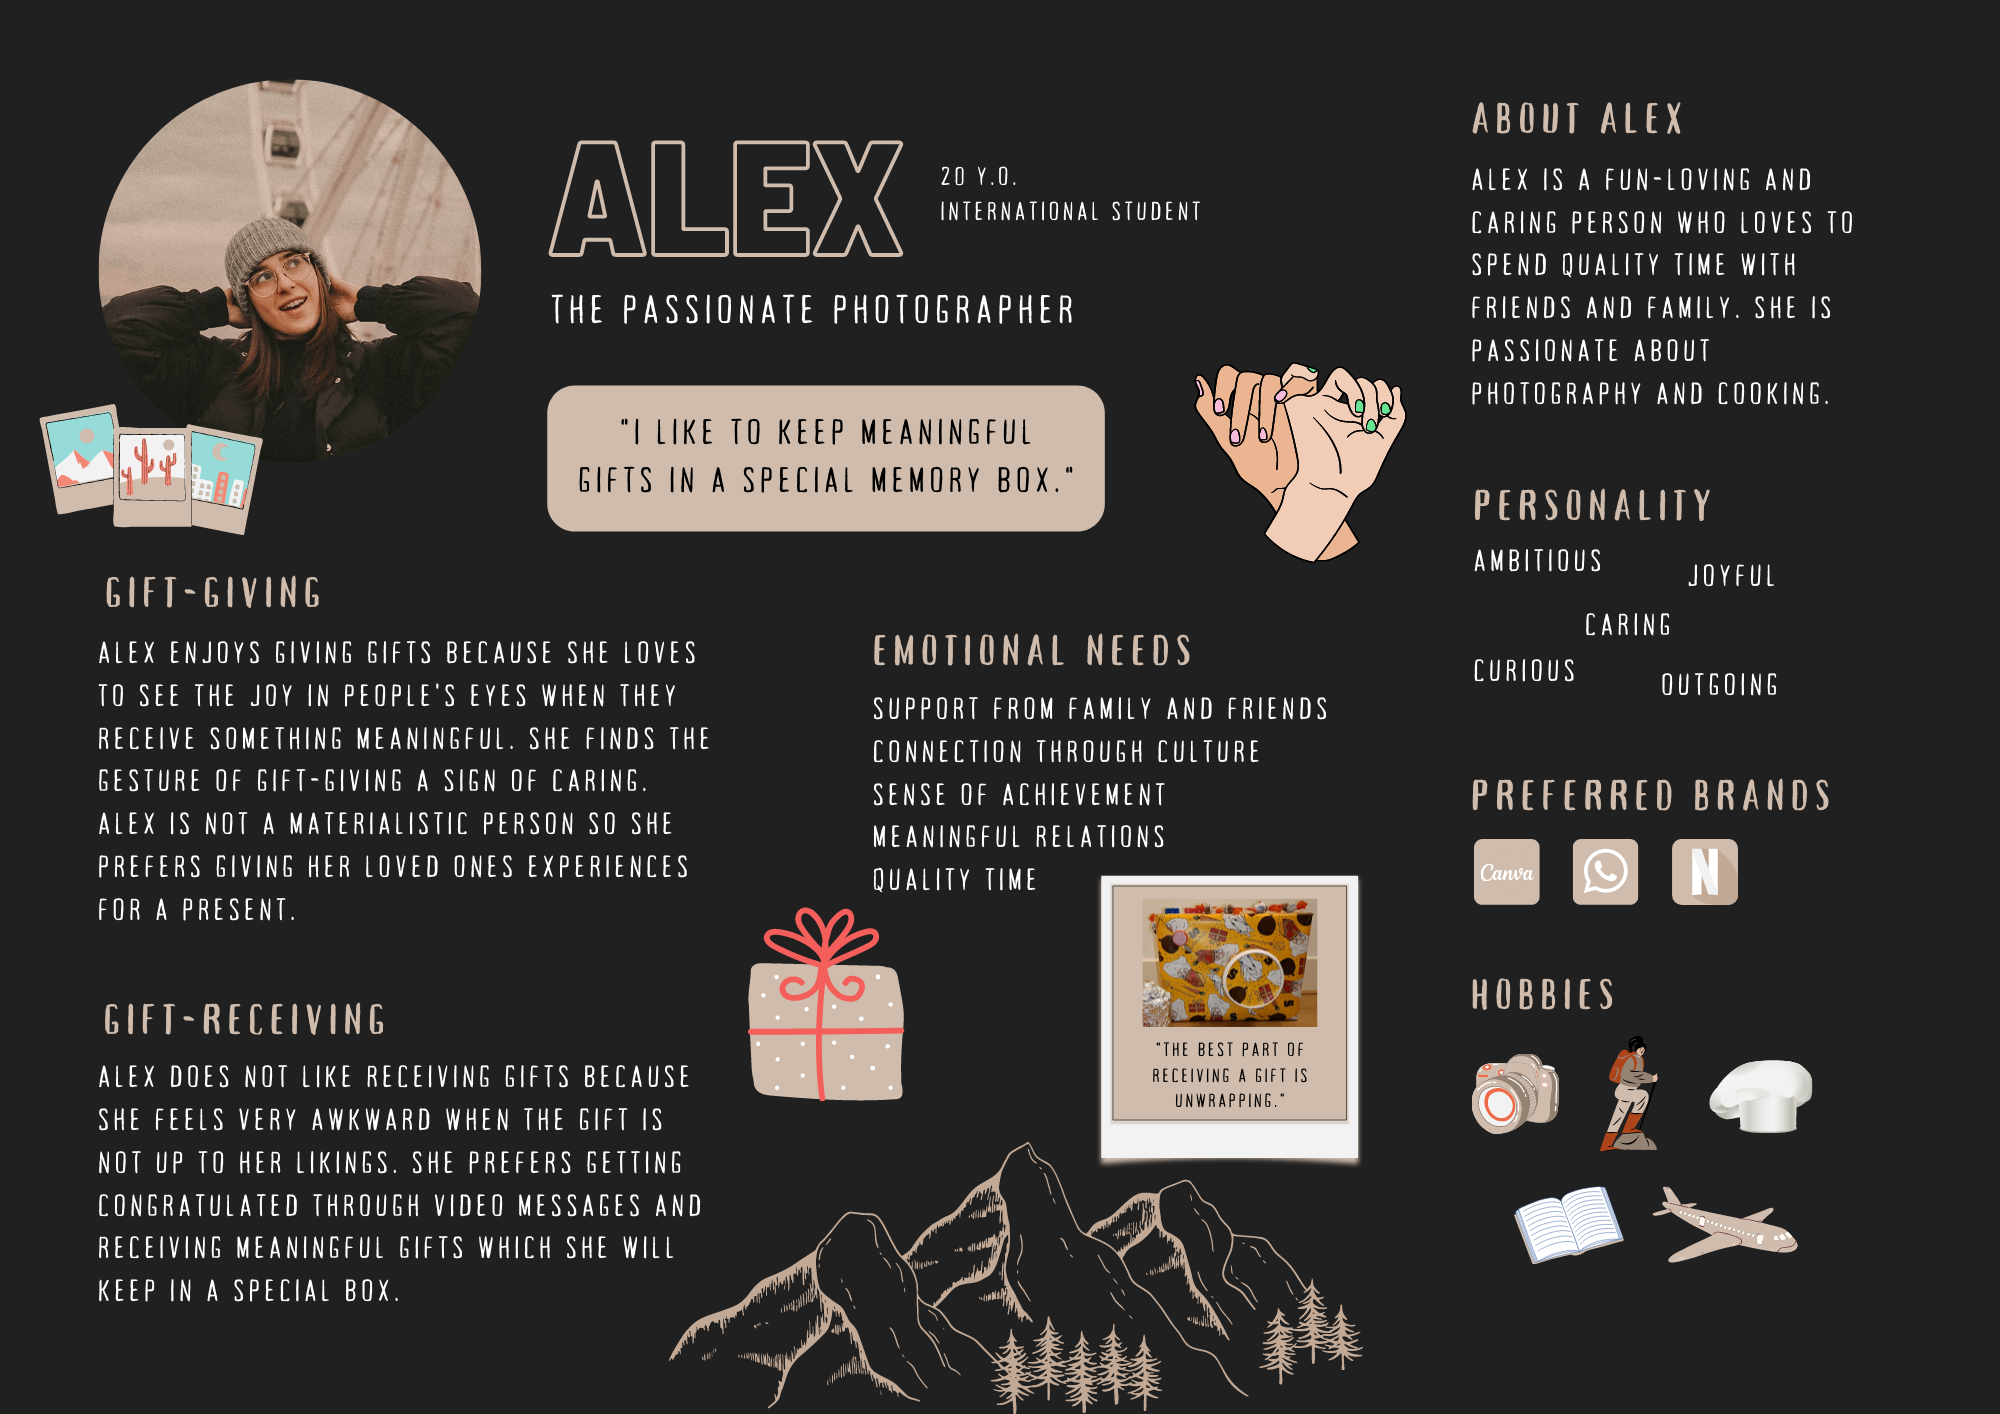 ALEX
20 Y.O.
INTERNATIONAL STUDENT
THE PASSIONATE PHOTOGRAPHER
"I LIKE TO KEEP MEANINGFUL
GIFTS IN A SPECIAL MEMORY BOX."
GIFT-GIVING
ALEX ENJOYS GIVING GIFTS BECAUSE SHE LOVES
TO SEE THE JOY IN PEOPLE'S EYES WHEN THEY
RECEIVE SOMETHING MEANINGFUL. SHE FINDS THE
GESTURE OF GIFT-GIVING A SIGN OF CARING.
ALEX IS NOT A MATERIALISTIC PERSON SO SHE
PREFERS GIVING HER LOVED ONES EXPERIENCES
FOR A PRESENT.
GIFT-RECEIVING
ALEX DOES NOT LIKE RECEIVING GIFTS BECAUSE
SHE FEELS VERY AWKWARD WHEN THE GIFT IS
NOT UP TO HER LIKINGS. SHE PREFERS GETTING
CONGRATULATED THROUGH VIDEO MESSAGES AND
RECEIVING MEANINGFUL GIFTS WHICH SHE WILL
KEEP IN A SPECIAL BOX.
EMOTIONAL NEEDS
SUPPORT FROM FAMILY AND FRIENDS
CONNECTION THROUGH CULTURE
SENSE OF ACHIEVEMENT
MEANINGFUL RELATIONS
QUALITY TIME
"THE BEST PART OF
RECEIVING A GIFT IS
UNWRAPPING."
ABOUT ALEX
ALEX IS A FUN-LOVING AND
CARING PERSON WHO LOVES TO
SPEND QUALITY TIME WITH
FRIENDS AND FAMILY. SHE IS
PASSIONATE ABOUT
PHOTOGRAPHY AND COOKING.
PERSONALITY
AMBITIOUS
JOYFUL
CARING
CURIOUS
OUTGOING
PREFERRED BRANDS
Canva
N
HOBBIES